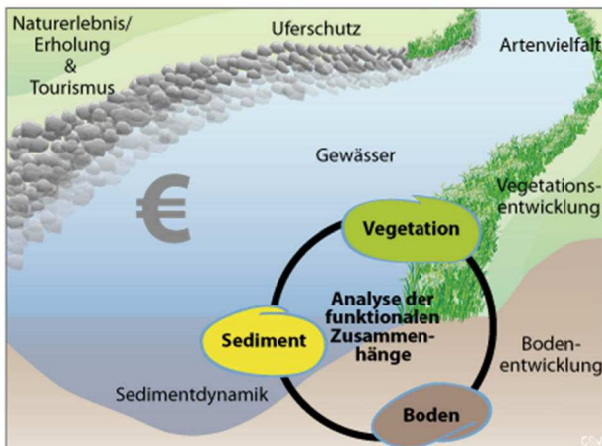 Naturerlebnis/
Erholung
&
Tourismus
Uferschutz
Artenvielfalt
Gewässer
€
Vegetations-
entwicklung
Vegetation
Analyse der
funktionalen
Zusammen-
hänge
Sediment
Boden-
entwicklung
Sedimentdynamik
Boden